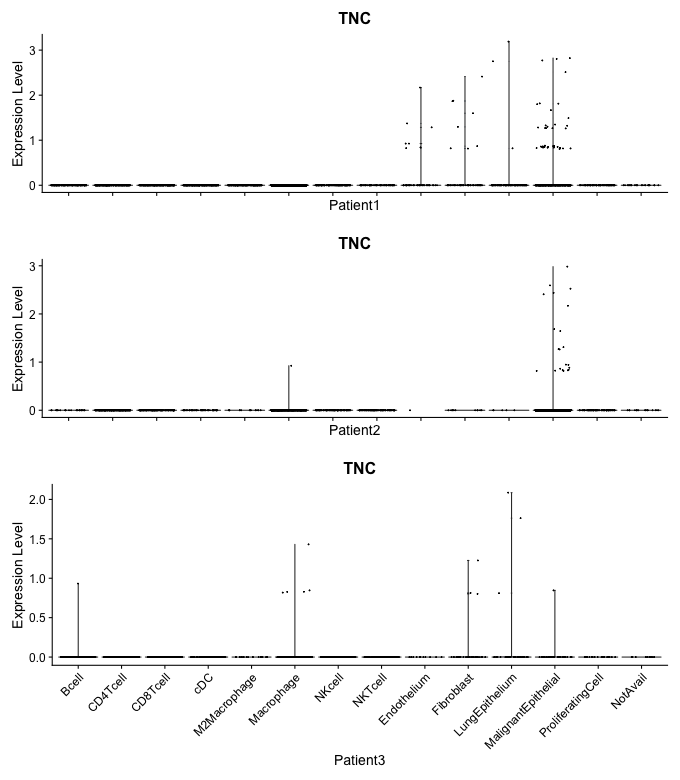 TNC
Expression Level
3
2
1
0
Patient1
TNC
Expression Level
3
2
1
0
Patient2
TNC
Expression Level
2.0
1.5
1.0
0.5
0.0
Bcell
CD4Tcell
CD8Tcell
cDC
M2Macrophage
Macrophage
NKcell
NKTcell
Endothelium
Fibroblast
LungEpithelium
MalignantEpithelial
ProliferatingCell
NotAvail
Patient3